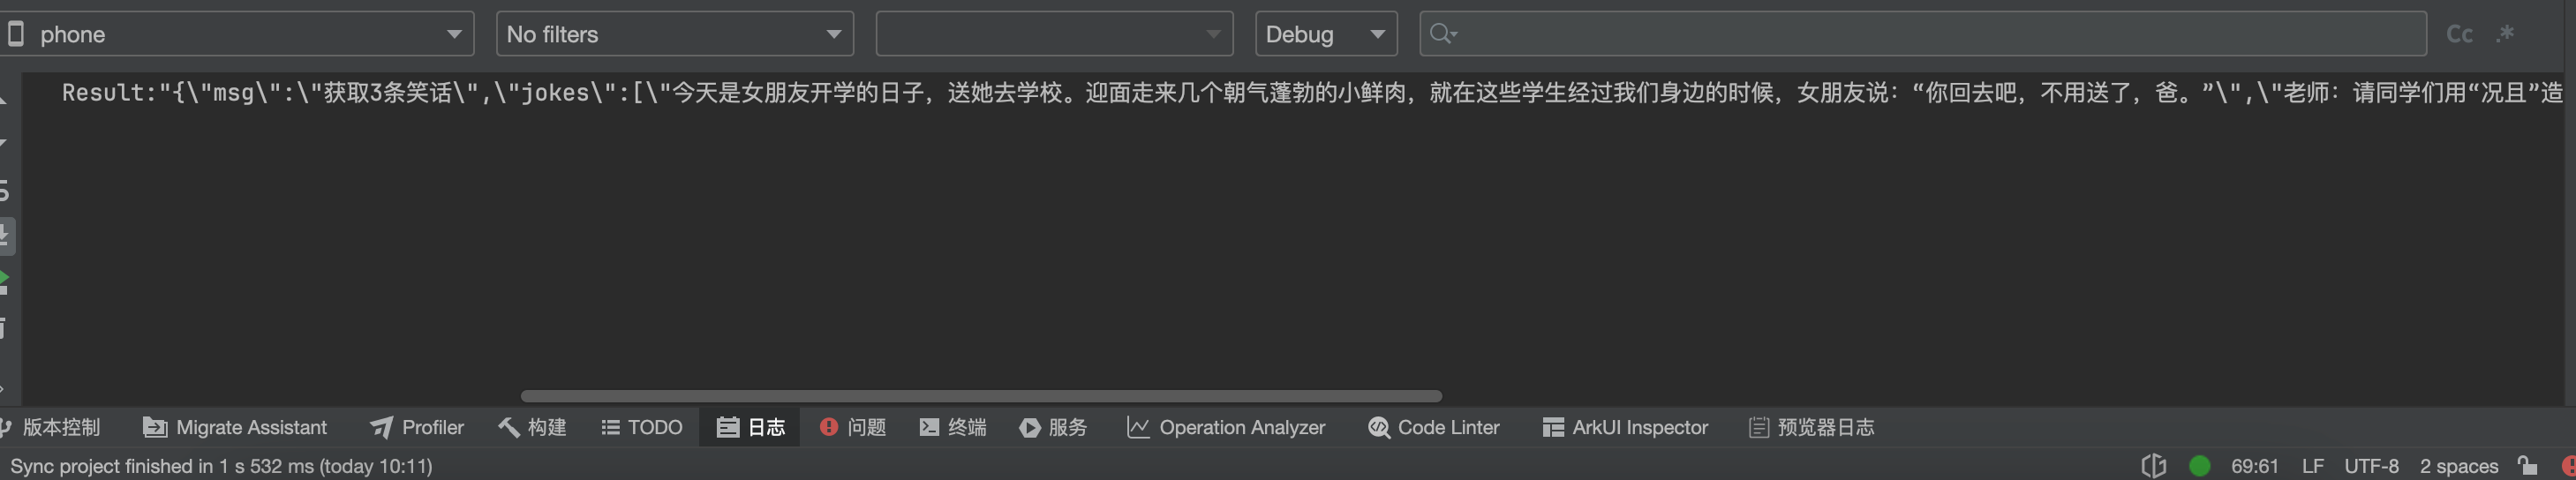 phone No filters Debug Cc .*
Result:"{\"msg\":\"获取3条笑话\",\"jokes\":[\"今天是女朋友开学的日子，送她去学校。迎面走来几个朝气蓬勃的小鲜肉，就在这些学生经过我们身边的时候，女朋友说：“你回去吧，不用送了，爸。”\",\"老师：请同学们用“况且”造
版本控制 Migrate Assistant Profiler 构建 TODO 日志 问题 终端 服务 Operation Analyzer Code Linter ArkUI Inspector 预览器日志
Sync project finished in 1 s 532 ms (today 10:11) 69:61 LF UTF-8 2 spaces